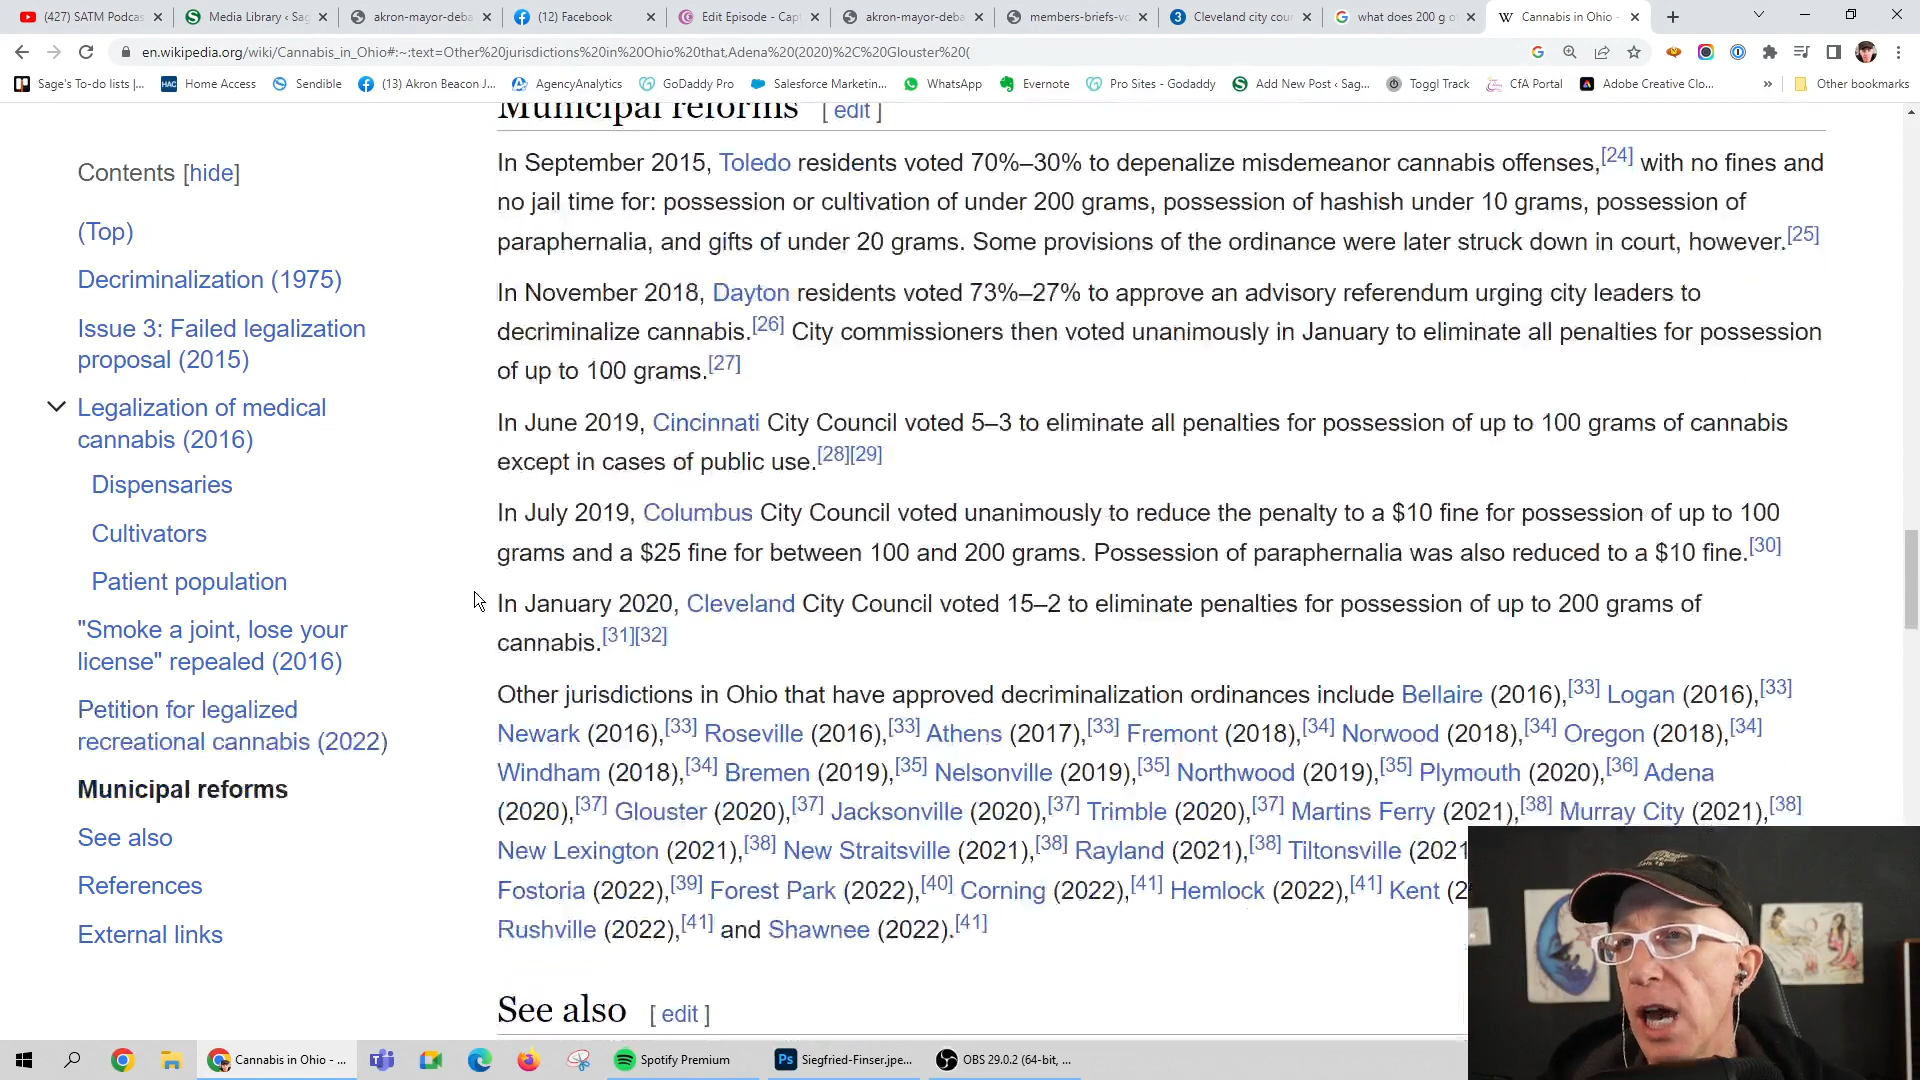 (427) SATM Podcas
Media Library ‹ Sag
akron-mayor-deba
(12) Facebook
Edit Episode - Capt
akron-mayor-deba
members-briefs-vo
Cleveland city cour
what does 200 g o
Cannabis in Ohio -
en.wikipedia.org/wiki/Cannabis_in_Ohio#:~:text=Other%20jurisdictions%20in%20Ohio%20that,Adena%20(2020)%2C%20Glouster%20(
Sage's To-do lists |...
Home Access
Sendible
(13) Akron Beacon J...
AgencyAnalytics
GoDaddy Pro
Salesforce Marketin...
WhatsApp
Evernote
Pro Sites - Godaddy
Add New Post ‹ Sag...
Toggl Track
CfA Portal
Adobe Creative Clo...
»
Other bookmarks
Municipal reforms [ edit ]
Contents [hide]
(Top)
Decriminalization (1975)
Issue 3: Failed legalization
proposal (2015)
Legalization of medical
cannabis (2016)
Dispensaries
Cultivators
Patient population
"Smoke a joint, lose your
license" repealed (2016)
Petition for legalized
recreational cannabis (2022)
Municipal reforms
See also
References
External links
In September 2015, Toledo residents voted 70%–30% to depenalize misdemeanor cannabis offenses,[24] with no fines and
no jail time for: possession or cultivation of under 200 grams, possession of hashish under 10 grams, possession of
paraphernalia, and gifts of under 20 grams. Some provisions of the ordinance were later struck down in court, however.[25]
In November 2018, Dayton residents voted 73%–27% to approve an advisory referendum urging city leaders to
decriminalize cannabis.[26] City commissioners then voted unanimously in January to eliminate all penalties for possession
of up to 100 grams.[27]
In June 2019, Cincinnati City Council voted 5–3 to eliminate all penalties for possession of up to 100 grams of cannabis
except in cases of public use.[28][29]
In July 2019, Columbus City Council voted unanimously to reduce the penalty to a $10 fine for possession of up to 100
grams and a $25 fine for between 100 and 200 grams. Possession of paraphernalia was also reduced to a $10 fine.[30]
In January 2020, Cleveland City Council voted 15–2 to eliminate penalties for possession of up to 200 grams of
cannabis.[31][32]
Other jurisdictions in Ohio that have approved decriminalization ordinances include Bellaire (2016),[33] Logan (2016),[33]
Newark (2016),[33] Roseville (2016),[33] Athens (2017),[33] Fremont (2018),[34] Norwood (2018),[34] Oregon (2018),[34]
Windham (2018),[34] Bremen (2019),[35] Nelsonville (2019),[35] Northwood (2019),[35] Plymouth (2020),[36] Adena
(2020),[37] Glouster (2020),[37] Jacksonville (2020),[37] Trimble (2020),[37] Martins Ferry (2021),[38] Murray City (2021),[38]
New Lexington (2021),[38] New Straitsville (2021),[38] Rayland (2021),[38] Tiltonsville (2021
Fostoria (2022),[39] Forest Park (2022),[40] Corning (2022),[41] Hemlock (2022),[41] Kent (2
Rushville (2022),[41] and Shawnee (2022).[41]
See also [ edit ]
Cannabis in Ohio - ...
Spotify Premium
Siegfried-Finser.jpe...
OBS 29.0.2 (64-bit, ...